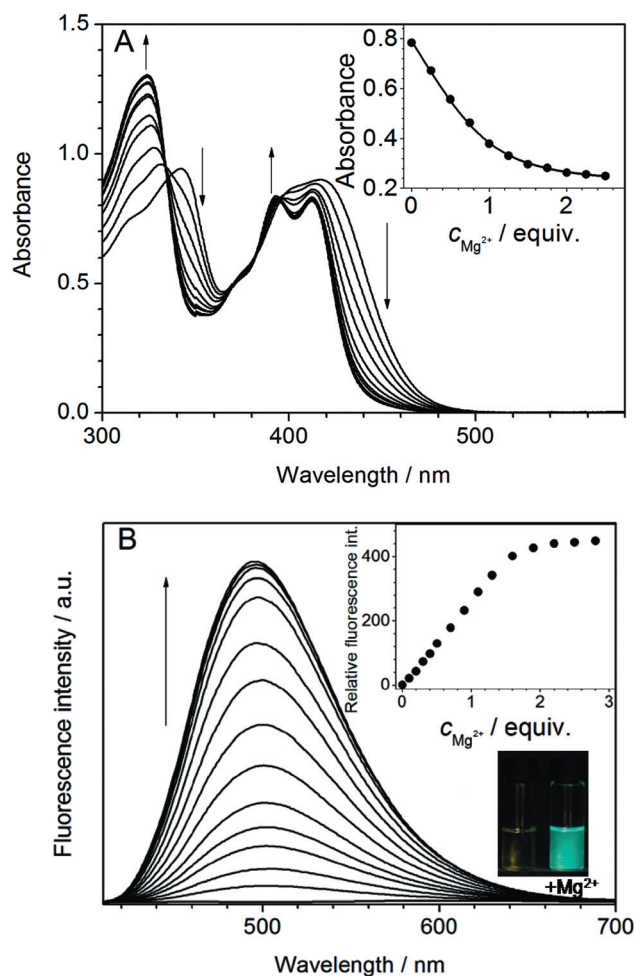 A
1.5
1.0
0.5
0.0
Absorbance
300
400
500
Wavelength / nm
0.8
0.6
0.4
0.2
Absorbance
0
1
2
cMg²⁺ / equiv.
B
Fluorescence intensity / a.u.
500
600
700
Wavelength / nm
400
200
0
Relative fluorescence int.
0
1
2
3
cMg²⁺ / equiv.
+Mg²⁺